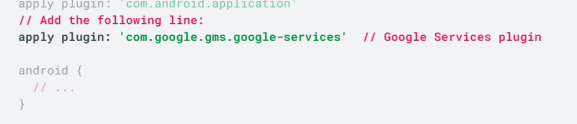 apply plugin: 'com.android.application'
// Add the following line:
apply plugin: 'com.google.gms.google-services'  // Google Services plugin
android {
  // ...
}